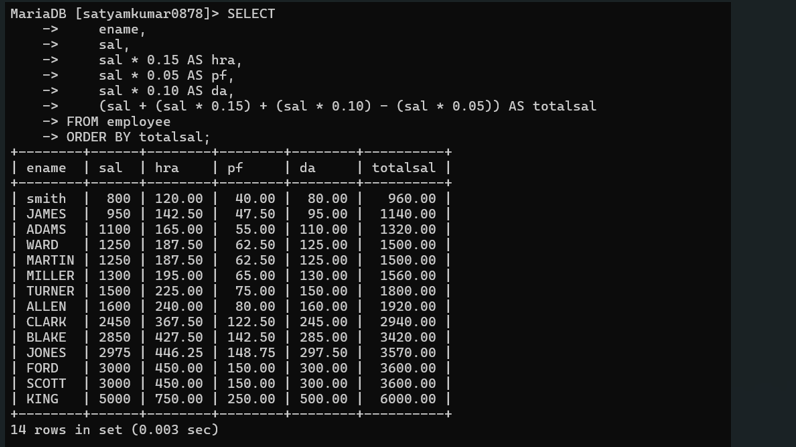 MariaDB [satyamkumar0878]> SELECT
    ->     ename,
    ->     sal,
    ->     sal * 0.15 AS hra,
    ->     sal * 0.05 AS pf,
    ->     sal * 0.10 AS da,
    ->     (sal + (sal * 0.15) + (sal * 0.10) - (sal * 0.05)) AS totalsal
    -> FROM employee
    -> ORDER BY totalsal;
+--------+------+--------+--------+--------+----------+
| ename  | sal  | hra    | pf     | da     | totalsal |
+--------+------+--------+--------+--------+----------+
| smith  |  800 | 120.00 |  40.00 |  80.00 |   960.00 |
| JAMES  |  950 | 142.50 |  47.50 |  95.00 |  1140.00 |
| ADAMS  | 1100 | 165.00 |  55.00 | 110.00 |  1320.00 |
| WARD   | 1250 | 187.50 |  62.50 | 125.00 |  1500.00 |
| MARTIN | 1250 | 187.50 |  62.50 | 125.00 |  1500.00 |
| MILLER | 1300 | 195.00 |  65.00 | 130.00 |  1560.00 |
| TURNER | 1500 | 225.00 |  75.00 | 150.00 |  1800.00 |
| ALLEN  | 1600 | 240.00 |  80.00 | 160.00 |  1920.00 |
| CLARK  | 2450 | 367.50 | 122.50 | 245.00 |  2940.00 |
| BLAKE  | 2850 | 427.50 | 142.50 | 285.00 |  3420.00 |
| JONES  | 2975 | 446.25 | 148.75 | 297.50 |  3570.00 |
| FORD   | 3000 | 450.00 | 150.00 | 300.00 |  3600.00 |
| SCOTT  | 3000 | 450.00 | 150.00 | 300.00 |  3600.00 |
| KING   | 5000 | 750.00 | 250.00 | 500.00 |  6000.00 |
+--------+------+--------+--------+--------+----------+
14 rows in set (0.003 sec)